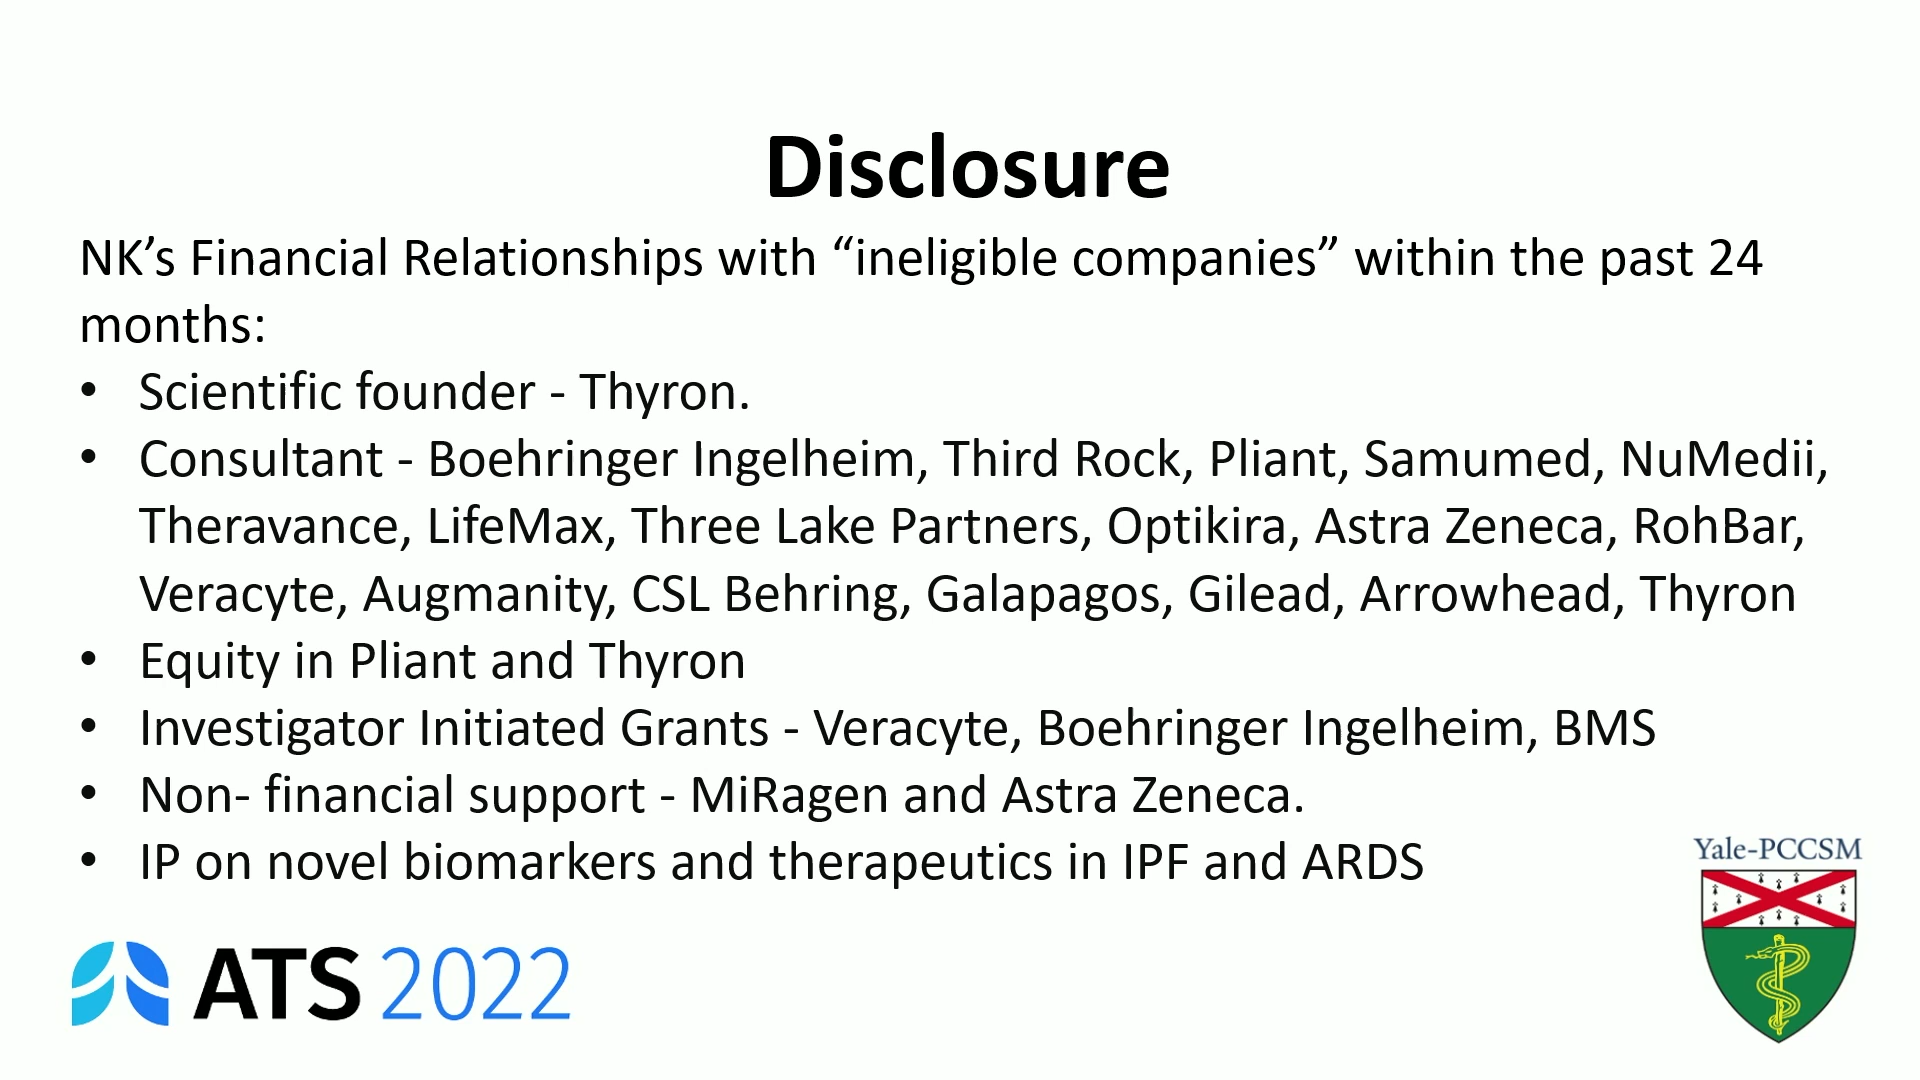 Disclosure
NK’s Financial Relationships with “ineligible companies” within the past 24
months:
• Scientific founder - Thyron.
• Consultant - Boehringer Ingelheim, Third Rock, Pliant, Samumed, NuMedii,
Theravance, LifeMax, Three Lake Partners, Optikira, Astra Zeneca, RohBar,
Veracyte, Augmanity, CSL Behring, Galapagos, Gilead, Arrowhead, Thyron
• Equity in Pliant and Thyron
• Investigator Initiated Grants - Veracyte, Boehringer Ingelheim, BMS
• Non- financial support - MiRagen and Astra Zeneca.
• IP on novel biomarkers and therapeutics in IPF and ARDS
Yale-PCCSM
ATS 2022